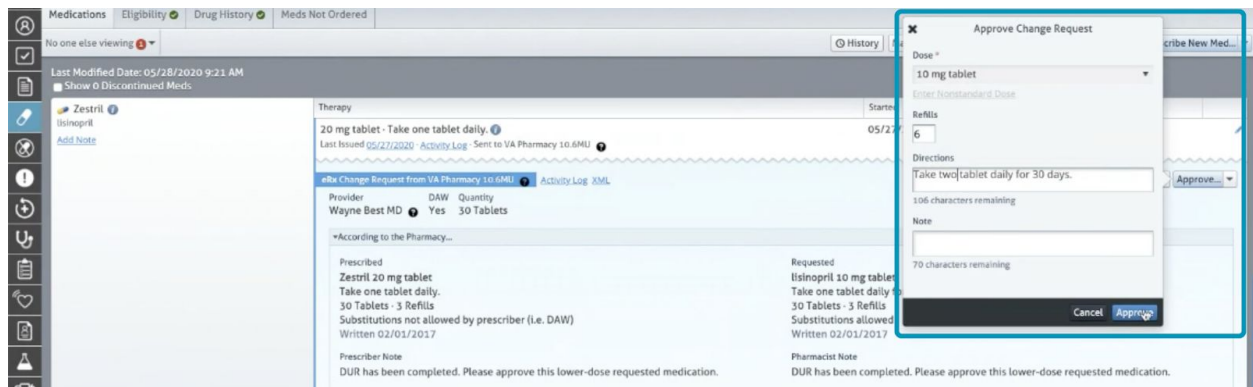 Medications Eligibility Drug History Meds Not Ordered
No one else viewing 1
History
cribe New Med...
Last Modified Date: 05/28/2020 9:21 AM
Show 0 Discontinued Meds
Zestril
lisinopril
Add Note
Therapy
Started
20 mg tablet - Take one tablet daily.
05/27/
Last Issued 05/27/2020 · Activity Log · Sent to VA Pharmacy 10.6MU
eRx Change Request from VA Pharmacy 10.6MU Activity Log XML
Approve...
Provider DAW Quantity
Wayne Best MD Yes 30 Tablets
According to the Pharmacy...
Prescribed
Zestril 20 mg tablet
Take one tablet daily.
30 Tablets · 3 Refills
Substitutions not allowed by prescriber (i.e. DAW)
Written 02/01/2017
Prescriber Note
DUR has been completed. Please approve this lower-dose requested medication.
Requested
lisinopril 10 mg tablet
Take one tablet daily
30 Tablets · 3 Refills
Substitutions allowed
Written 02/01/2017
Pharmacist Note
DUR has been completed. Please approve this lower-dose requested medication.
Approve Change Request
Dose *
10 mg tablet
Enter Nonstandard Dose
Refills
6
Directions
Take two tablet daily for 30 days.
106 characters remaining
Note
70 characters remaining
Cancel Approve